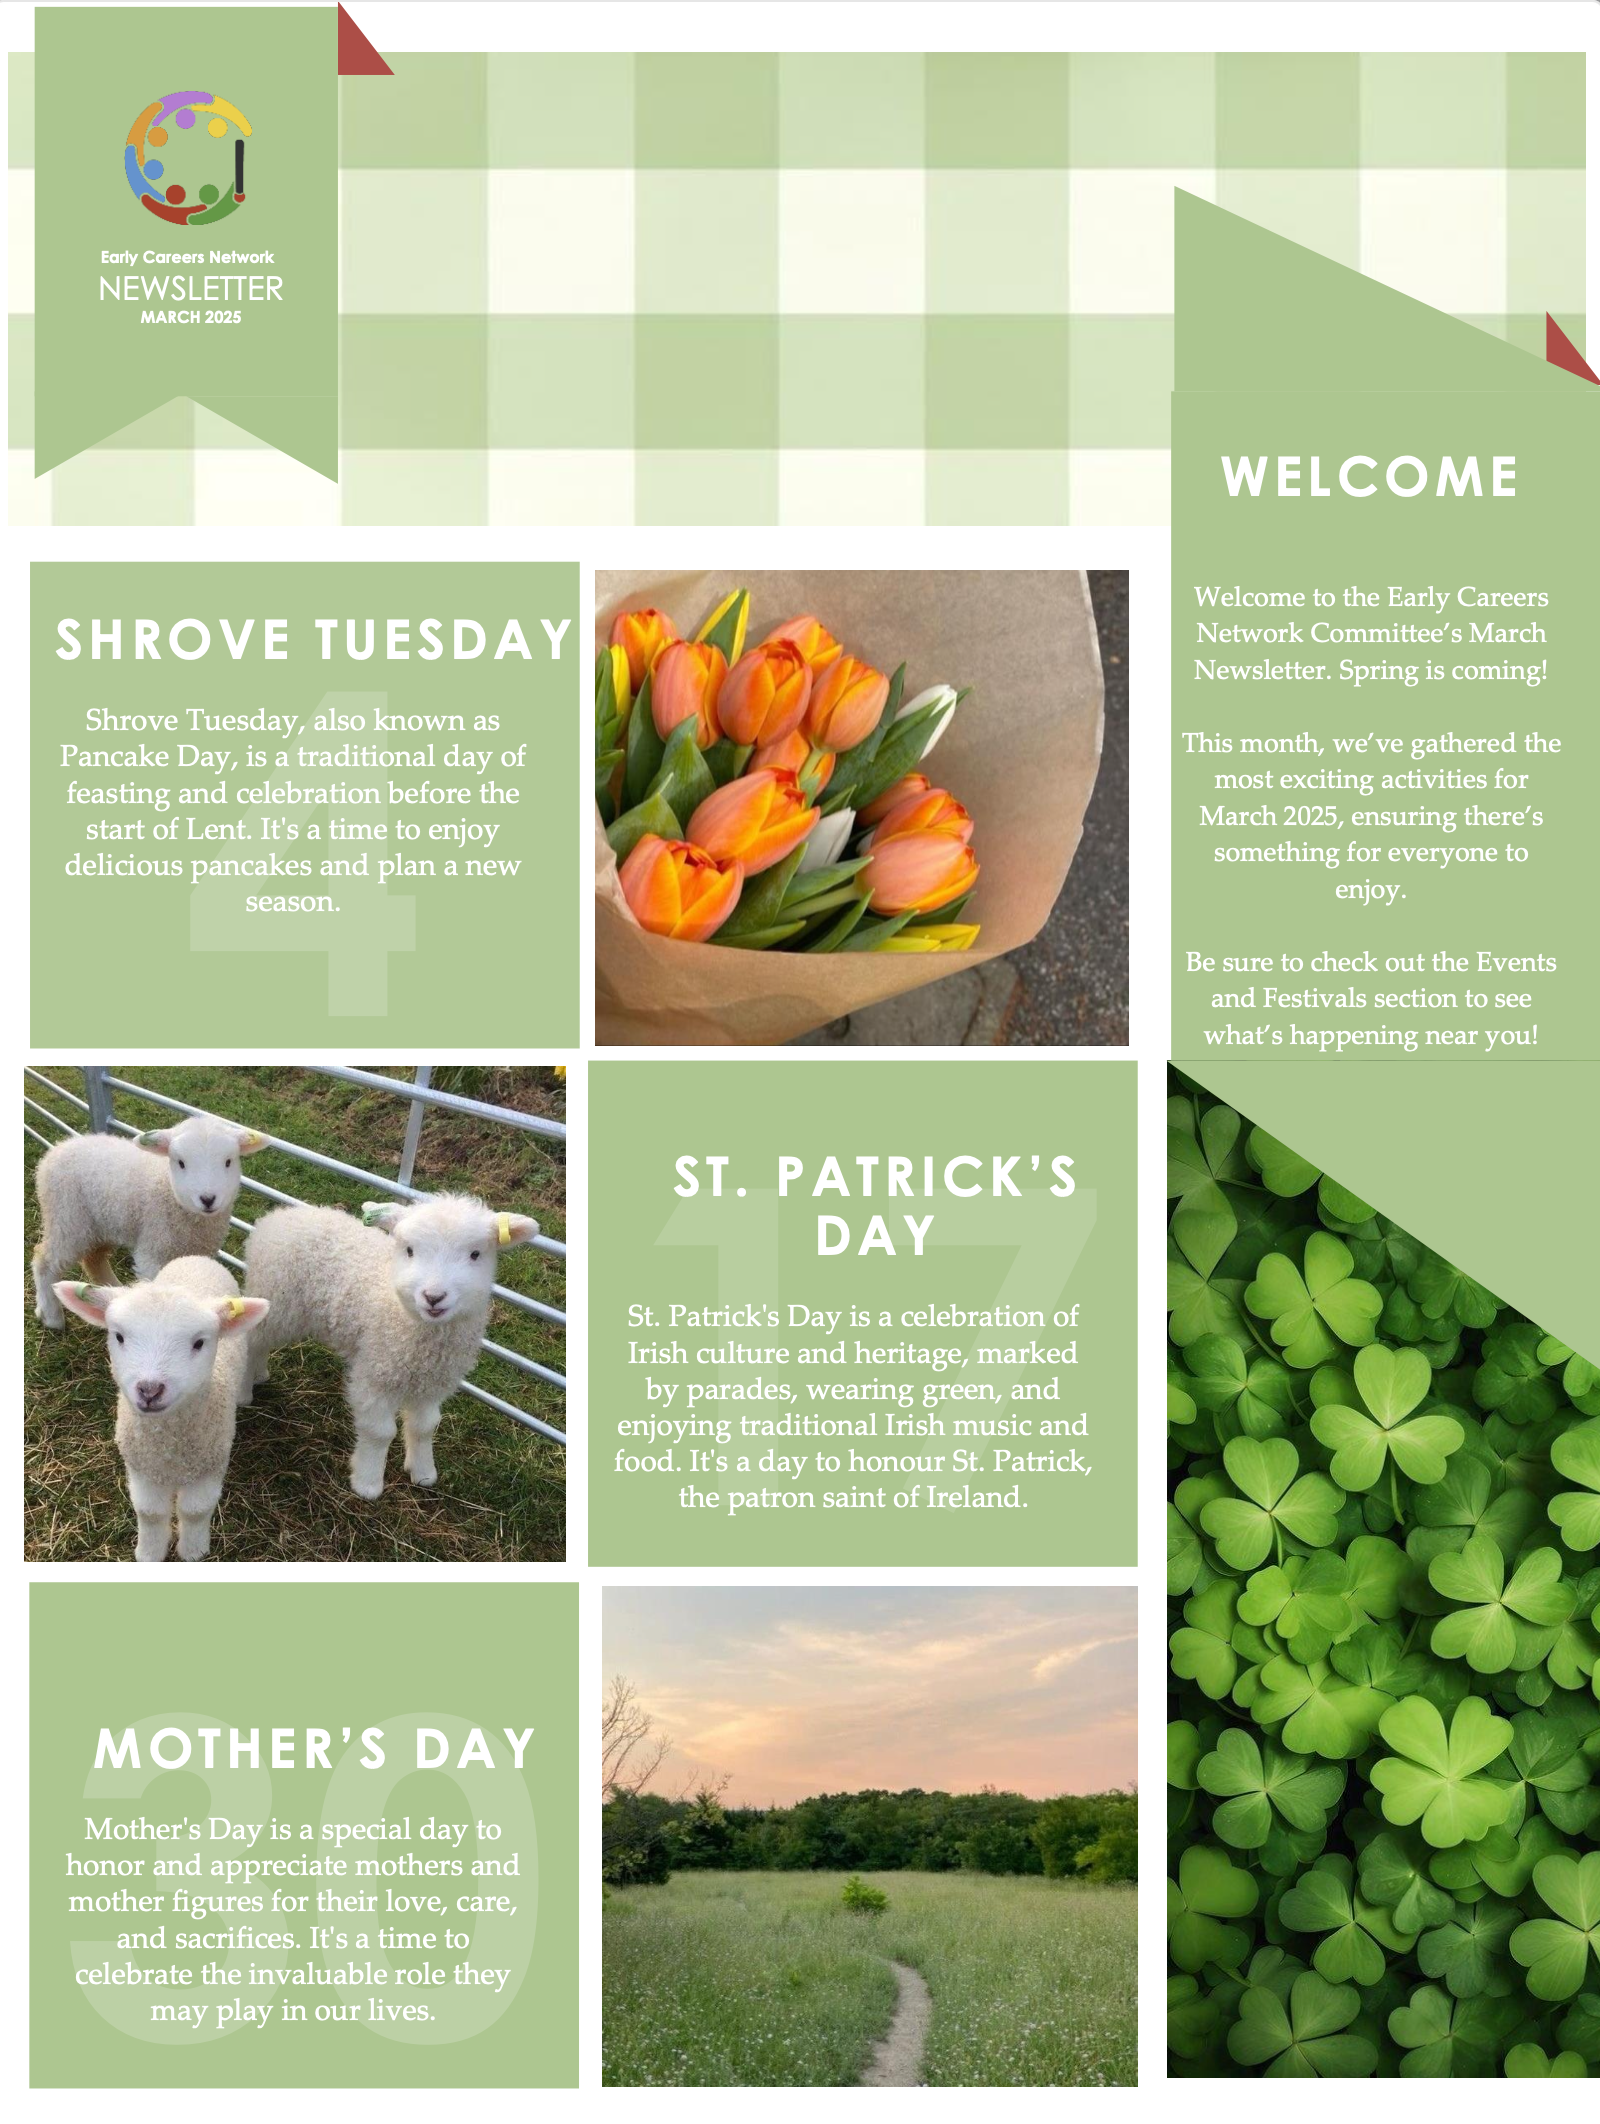 Early Careers Network
NEWSLETTER
MARCH 2025
WELCOME
Welcome to the Early Careers
Network Committee’s March
Newsletter. Spring is coming!
This month, we’ve gathered the
most exciting activities for
March 2025, ensuring there’s
something for everyone to
enjoy.
Be sure to check out the Events
and Festivals section to see
what’s happening near you!
SHROVE TUESDAY
4
Shrove Tuesday, also known as
Pancake Day, is a traditional day of
feasting and celebration before the
start of Lent. It's a time to enjoy
delicious pancakes and plan a new
season.
ST. PATRICK’S
DAY
17
St. Patrick's Day is a celebration of
Irish culture and heritage, marked
by parades, wearing green, and
enjoying traditional Irish music and
food. It's a day to honour St. Patrick,
the patron saint of Ireland.
MOTHER’S DAY
30
Mother's Day is a special day to
honor and appreciate mothers and
mother figures for their love, care,
and sacrifices. It's a time to
celebrate the invaluable role they
may play in our lives.